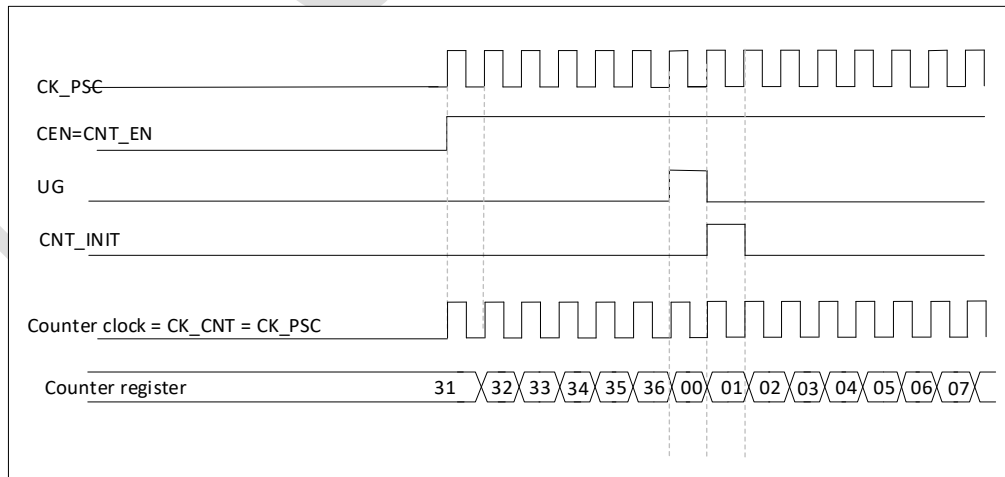 CK_PSC
CEN=CNT_EN
UG
CNT_INIT
Counter clock = CK_CNT = CK_PSC
Counter register 31 32 33 34 35 36 00 01 02 03 04 05 06 07